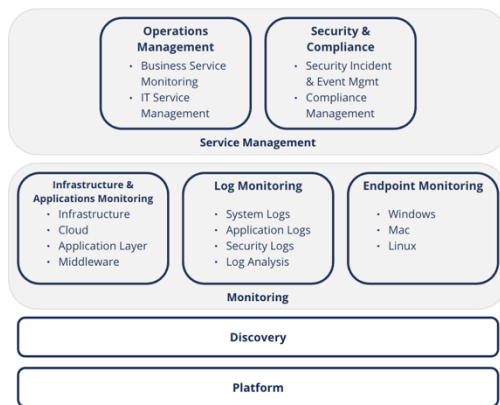 Operations
Management
• Business Service
Monitoring
• IT Service
Management
Security &
Compliance
• Security Incident
& Event Mgmt
• Compliance
Management
Service Management
Infrastructure &
Applications Monitoring
• Infrastructure
• Cloud
• Application Layer
• Middleware
Log Monitoring
• System Logs
• Application Logs
• Security Logs
• Log Analysis
Endpoint Monitoring
• Windows
• Mac
• Linux
Monitoring
Discovery
Platform